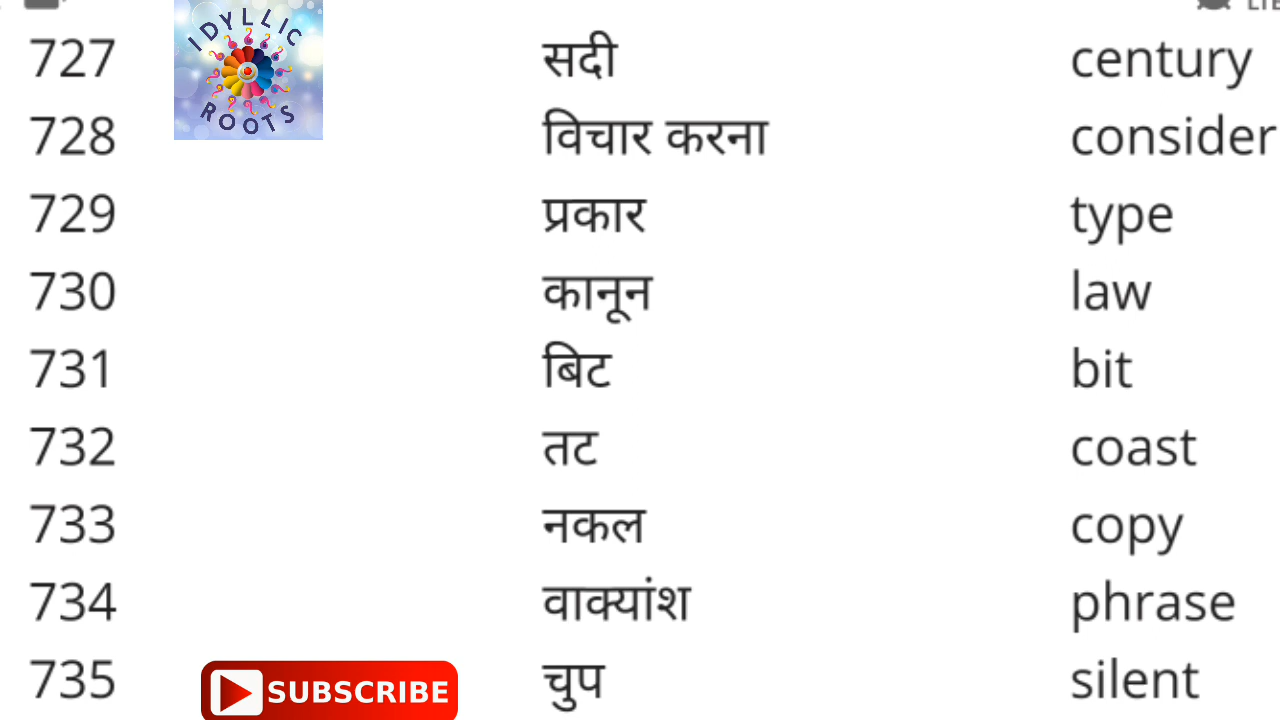 IDYLLIC
ROOTS
727 सदी century
728 विचार करना consider
729 प्रकार type
730 कानून law
731 बिट bit
732 तट coast
733 नकल copy
734 वाक्यांश phrase
735 चुप silent
SUBSCRIBE